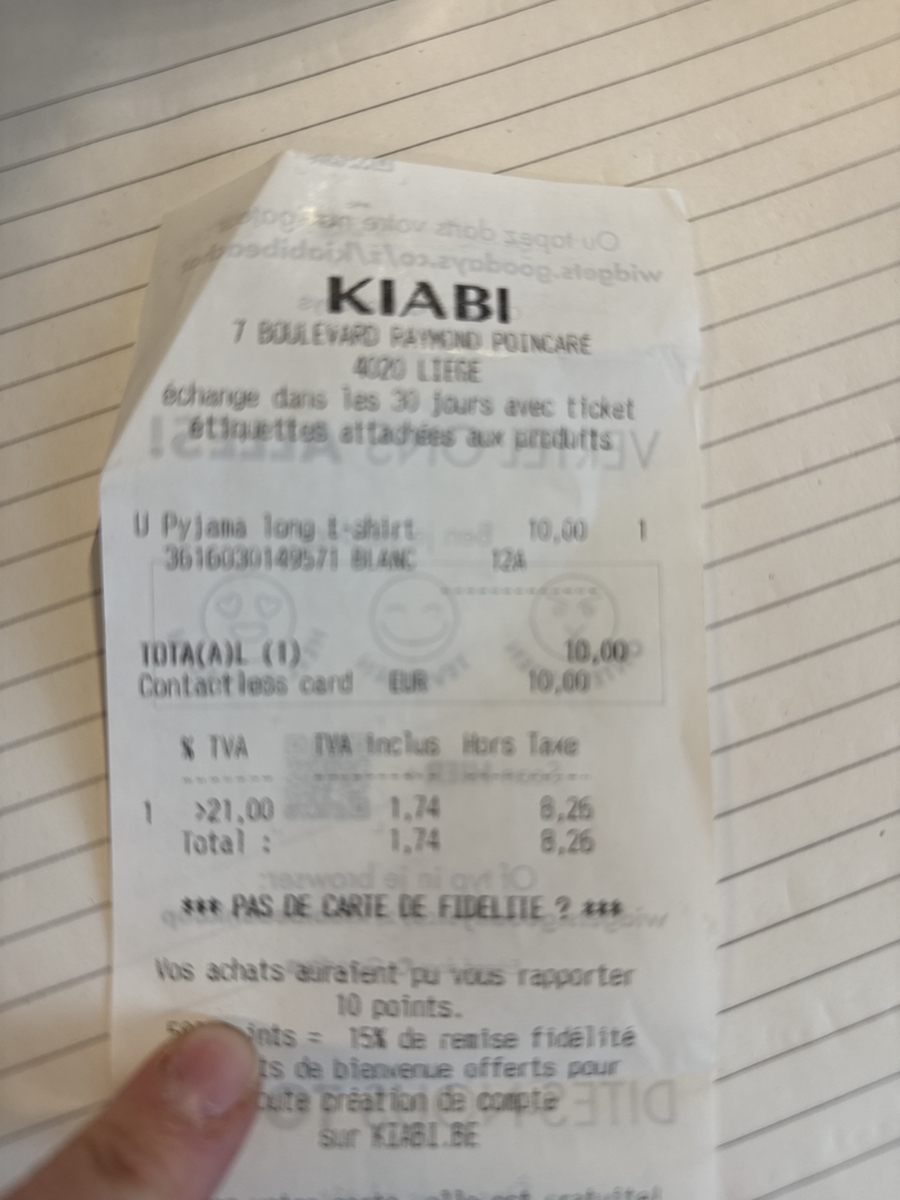 KIABI
7 BOULEVARD RAYMOND POINCARE
4020 LIEGE
échange dans les 30 jours avec ticket
étiquettes attachées aux produits
U Pyjama long t-shirt 10,00 1
3616030149571 BLANC 12A
TOTA(A)L (1) 10,00
Contactless card EUR 10,00
% TVA TVA Inclus Hors Taxe
1 >21,00 1,74 8,26
Total : 1,74 8,26
*** PAS DE CARTE DE FIDELITE ? ***
Vos achats auraient pu vous rapporter
10 points.
= 15% de remise fidélité
de bienvenue offerts pour
création de compte
sur KIABI.BE